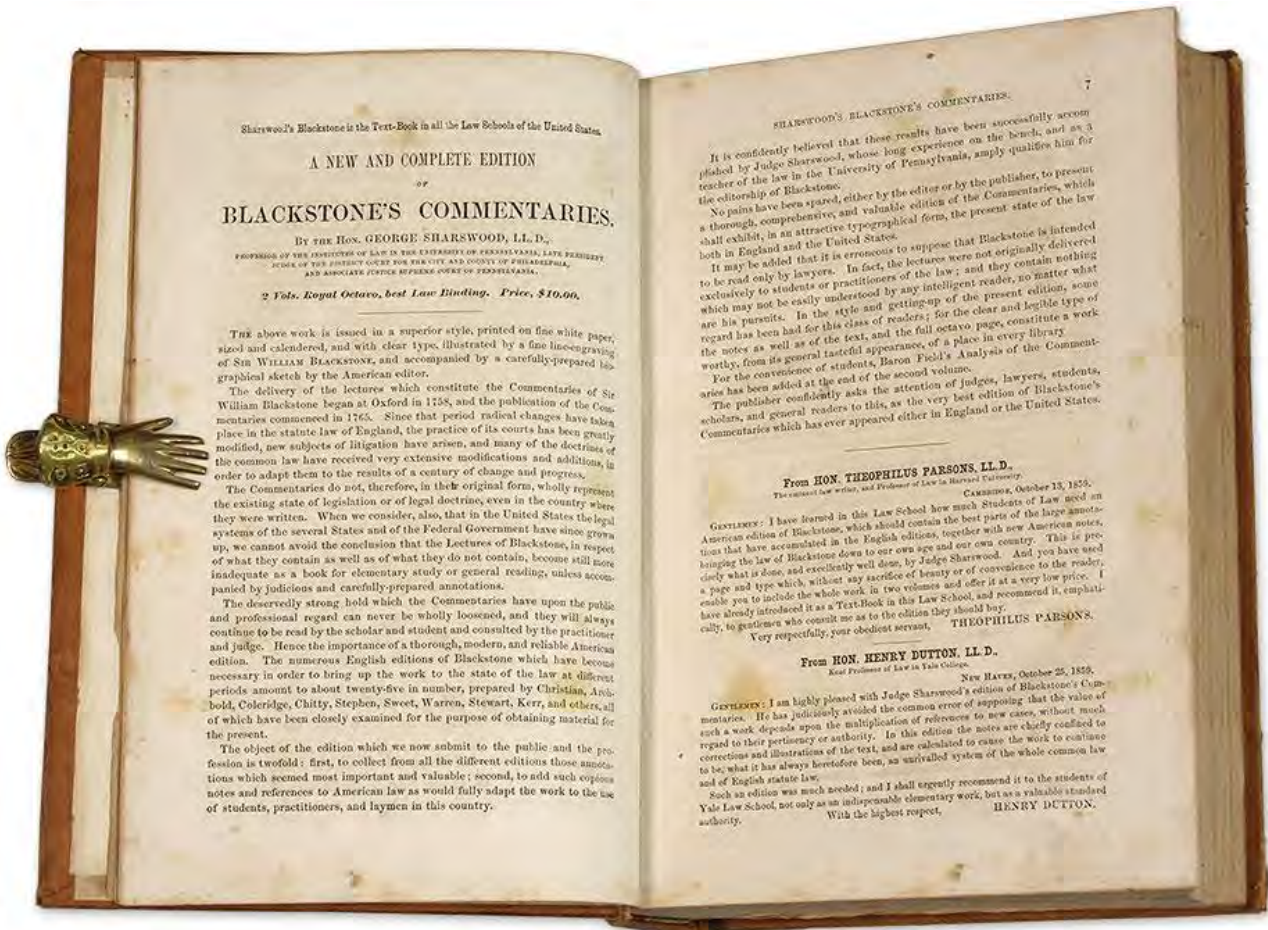 Sharswood's Blackstone is the Text-Book in all the Law Schools of the United States.
A NEW AND COMPLETE EDITION
OF
BLACKSTONE'S COMMENTARIES.
BY THE HON. GEORGE SHARSWOOD, LL.D.,
PROFESSOR OF THE INSTITUTES OF LAW IN THE UNIVERSITY OF PENNSYLVANIA, LATE PRESIDENT
JUDGE OF THE DISTRICT COURT FOR THE CITY AND COUNTY OF PHILADELPHIA,
AND ASSOCIATE JUSTICE SUPREME COURT OF PENNSYLVANIA.
2 Vols. Royal Octavo, best Law Binding. Price, $10.00.
THE above work is issued in a superior style, printed on fine white paper,
sized and calendered, and with clear type, illustrated by a fine line-engraving
of SIR WILLIAM BLACKSTONE, and accompanied by a carefully-prepared bio-
graphical sketch by the American editor.
The delivery of the lectures which constitute the Commentaries of Sir
William Blackstone began at Oxford in 1758, and the publication of the Com-
mentaries commenced in 1765. Since that period radical changes have taken
place in the statute law of England, the practice of its courts has been greatly
modified, new subjects of litigation have arisen, and many of the doctrines of
the common law have received very extensive modifications and additions, in
order to adapt them to the results of a century of change and progress.
The Commentaries do not, therefore, in their original form, wholly represent
the existing state of legislation or of legal doctrine, even in the country where
they were written. When we consider, also, that in the United States the legal
systems of the several States and of the Federal Government have since grown
up, we cannot avoid the conclusion that the Lectures of Blackstone, in respect
of what they contain as well as of what they do not contain, become still more
inadequate as a book for elementary study or general reading, unless accom-
panied by judicious and carefully-prepared annotations.
The deservedly strong hold which the Commentaries have upon the public
and professional regard can never be wholly loosened, and they will always
continue to be read by the scholar and student and consulted by the practitioner
and judge. Hence the importance of a thorough, modern, and reliable American
edition. The numerous English editions of Blackstone which have become
necessary in order to bring up the work to the state of the law at different
periods amount to about twenty-five in number, prepared by Christian, Arch-
bold, Coleridge, Chitty, Stephen, Sweet, Warren, Stewart, Kerr, and others, all
of which have been closely examined for the purpose of obtaining material for
the present.
The object of the edition which we now submit to the public and the pro-
fession is twofold: first, to collect from all the different editions those annota-
tions which seemed most important and valuable; second, to add such copious
notes and references to American law as would fully adapt the work to the use
of students, practitioners, and laymen in this country.
SHARSWOOD'S BLACKSTONE'S COMMENTARIES. 7
It is confidently believed that these results have been successfully accom
plished by Judge Sharswood, whose long experience on the bench, and as a
teacher of the law in the University of Pennsylvania, amply qualifies him for
the editorship of Blackstone.
No pains have been spared, either by the editor or by the publisher, to present
a thorough, comprehensive, and valuable edition of the Commentaries, which
shall exhibit, in an attractive typographical form, the present state of the law
both in England and the United States.
It may be added that it is erroneous to suppose that Blackstone is intended
to be read only by lawyers. In fact, the lectures were not originally delivered
exclusively to students or practitioners of the law; and they contain nothing
which may not be easily understood by any intelligent reader, no matter what
are his pursuits. In the style and getting-up of the present edition, some
regard has been had for this class of readers; for the clear and legible type of
the notes as well as of the text, and the full octavo page, constitute a work
worthy, from its general tasteful appearance, of a place in every library
For the convenience of students, Baron Field's Analysis of the Comment-
aries has been added at the end of the second volume.
The publisher confidently asks the attention of judges, lawyers, students,
scholars, and general readers to this, as the very best edition of Blackstone's
Commentaries which has ever appeared either in England or the United States.
From HON. THEOPHILUS PARSONS, LL.D.,
The eminent law writer, and Professor of Law in Harvard University.
CAMBRIDGE, October 13, 1859.
GENTLEMEN: I have learned in this Law School how much Students of Law need an
American edition of Blackstone, which should contain the best parts of the large annota-
tions that have accumulated in the English editions, together with new American notes,
bringing the law of Blackstone down to our own age and our own country. This is pre-
cisely what is done, and excellently well done, by Judge Sharswood. And you have used
a page and type which, without any sacrifice of beauty or of convenience to the reader,
enable you to include the whole work in two volumes and offer it at a very low price. I
have already introduced it as a Text-Book in this Law School, and recommend it, emphati-
cally, to gentlemen who consult me as to the edition they should buy.
Very respectfully, your obedient servant, THEOPHILUS PARSONS.
From HON. HENRY DUTTON, LL.D.,
Kent Professor of Law in Yale College.
NEW HAVEN, October 25, 1859.
GENTLEMEN: I am highly pleased with Judge Sharswood's edition of Blackstone's Com-
mentaries. He has judiciously avoided the common error of supposing that the value of
such a work depends upon the multiplication of references to new cases, without much
regard to their pertinency or authority. In this edition the notes are chiefly confined to
corrections and illustrations of the text, and are calculated to cause the work to continue
to be, what it has always heretofore been, an unrivalled system of the whole common law
and of English statute law.
Such an edition was much needed; and I shall urgently recommend it to the students of
Yale Law School, not only as an indispensable elementary work, but as a valuable standard
authority. With the highest respect, HENRY DUTTON.